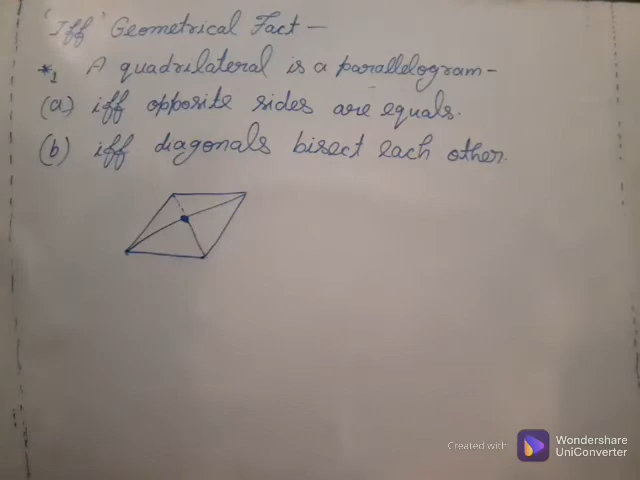 'Iff' Geometrical Fact –
*1 A quadrilateral is a parallelogram –
(a) iff opposite sides are equals.
(b) iff diagonals bisect each other.
Created with
Wondershare
UniConverter